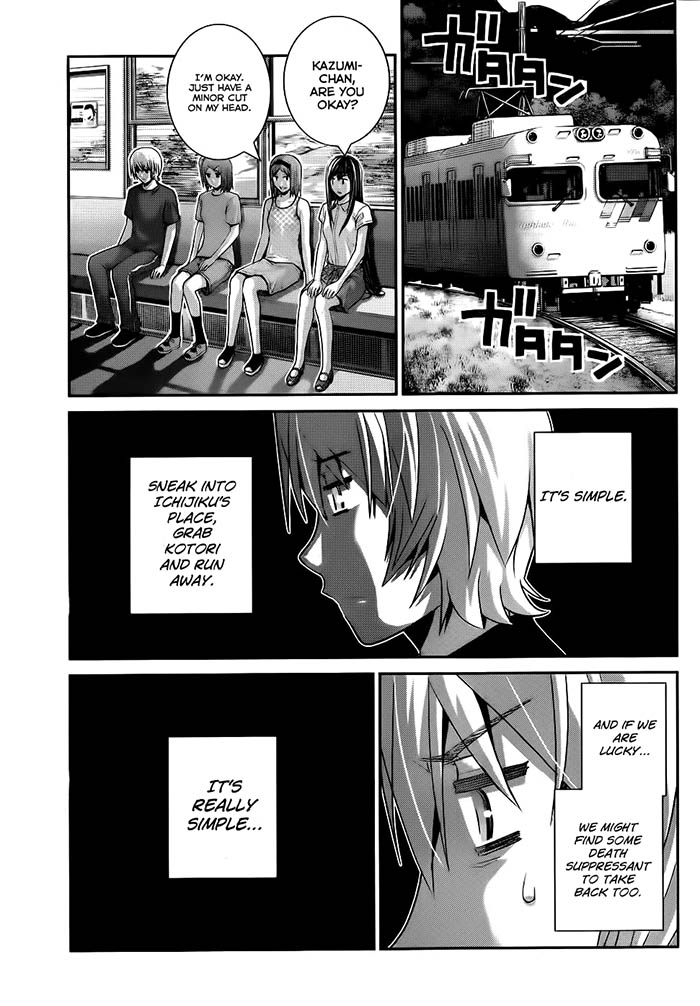 ガタタン
ガタタン
KAZUMI-
CHAN,
ARE YOU
OKAY?
I'M OKAY.
JUST HAVE A
MINOR CUT
ON MY HEAD.
IT'S SIMPLE.
SNEAK INTO
ICHIJIKU'S
PLACE,
GRAB
KOTORI
AND RUN
AWAY.
AND IF WE
ARE
LUCKY...
WE MIGHT
FIND SOME
DEATH
SUPPRESSANT
TO TAKE
BACK TOO.
IT'S
REALLY
SIMPLE...